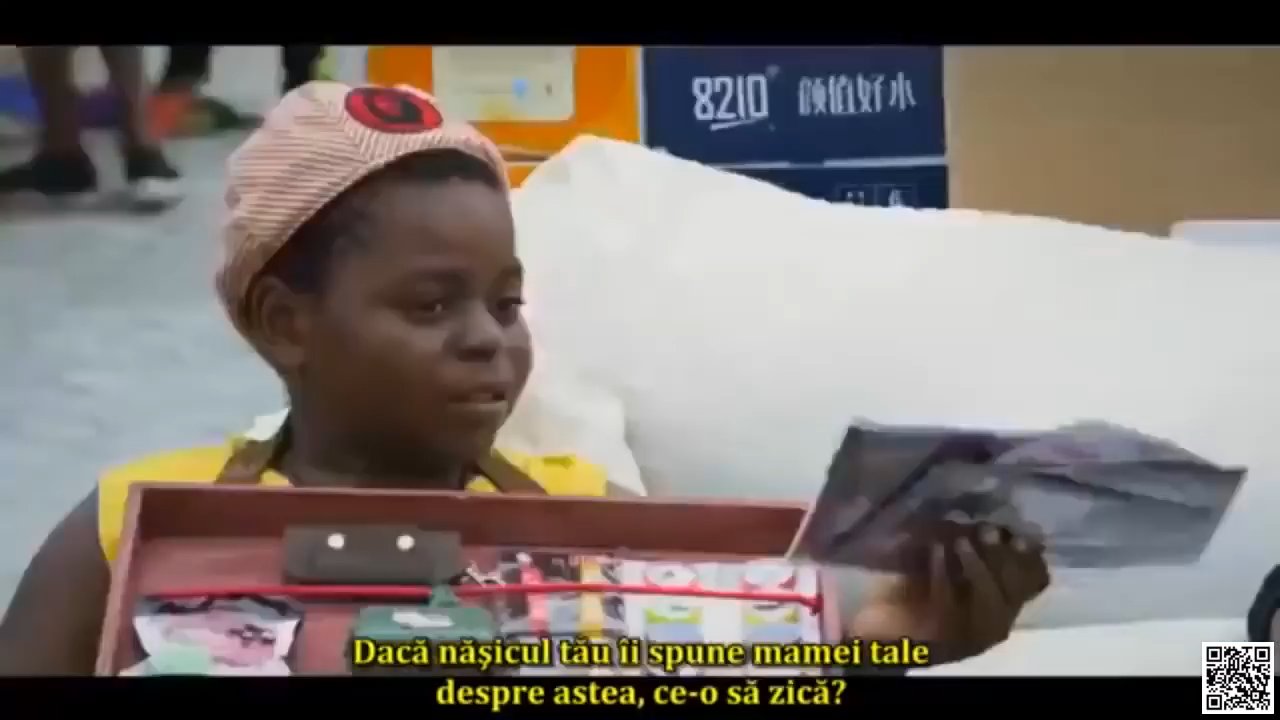 8210 颜值好水
Dacă nășicul tău îi spune mamei tale
despre astea, ce-o să zică?